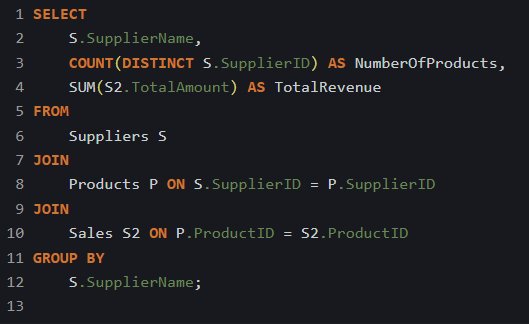 1 SELECT
2     S.SupplierName,
3     COUNT(DISTINCT S.SupplierID) AS NumberOfProducts,
4     SUM(S2.TotalAmount) AS TotalRevenue
5 FROM
6     Suppliers S
7 JOIN
8     Products P ON S.SupplierID = P.SupplierID
9 JOIN
10     Sales S2 ON P.ProductID = S2.ProductID
11 GROUP BY
12     S.SupplierName;
13